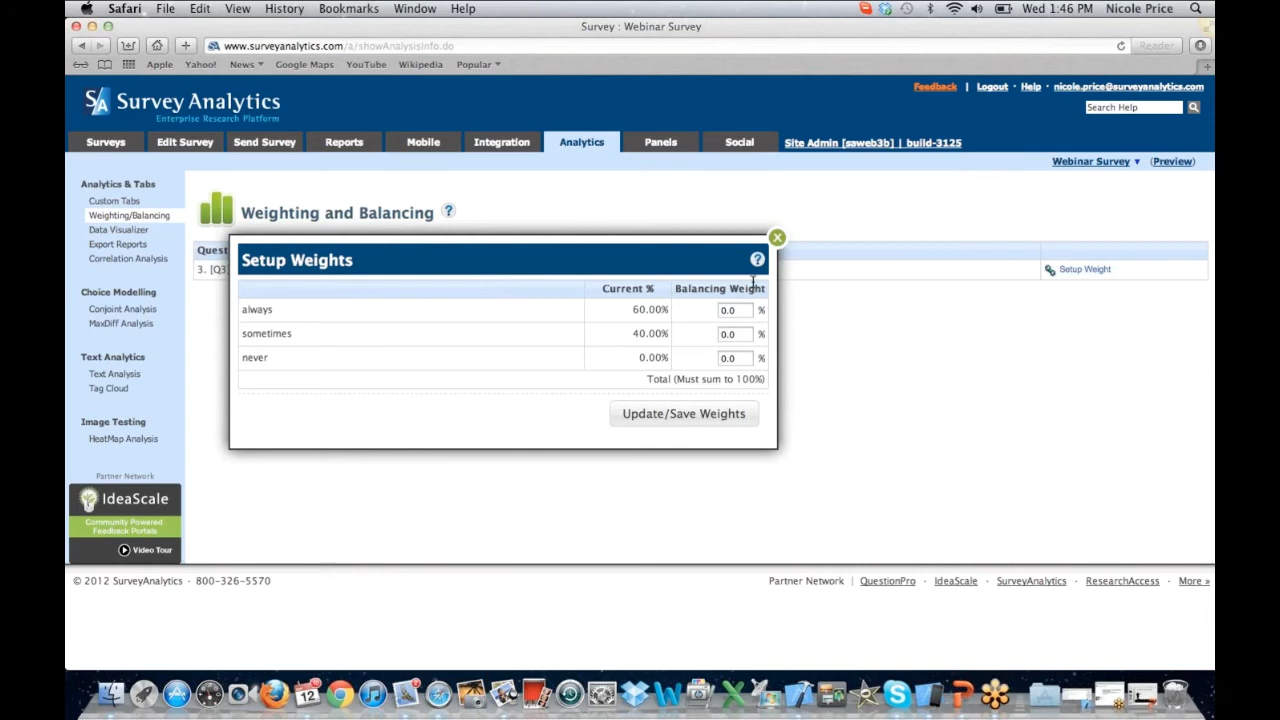 Safari File Edit View History Bookmarks Window Help Wed 1:46 PM Nicole Price
Survey : Webinar Survey
www.surveyanalytics.com/a/showAnalysisInfo.do Reader
Apple Yahoo! News ▾ Google Maps YouTube Wikipedia Popular ▾
Feedback | Logout · Help · nicole.price@surveyanalytics.com
SA Survey Analytics
Enterprise Research Platform
Search Help
Surveys Edit Survey Send Survey Reports Mobile Integration Analytics Panels Social Site Admin [saweb3b] | build-3125
Webinar Survey ▾ (Preview)
Analytics & Tabs
Custom Tabs
Weighting/Balancing
Data Visualizer
Export Reports
Correlation Analysis
Choice Modelling
Conjoint Analysis
MaxDiff Analysis
Text Analytics
Text Analysis
Tag Cloud
Image Testing
HeatMap Analysis
Partner Network
IdeaScale
Community Powered
Feedback Portals
Video Tour
Weighting and Balancing ?
Quest
3. [Q3] Setup Weight
Setup Weights ?
Current % Balancing Weight
always 60.00% 0.0 %
sometimes 40.00% 0.0 %
never 0.00% 0.0 %
Total (Must sum to 100%)
Update/Save Weights
© 2012 SurveyAnalytics · 800-326-5570
Partner Network | QuestionPro · IdeaScale · SurveyAnalytics · ResearchAccess · More »
12